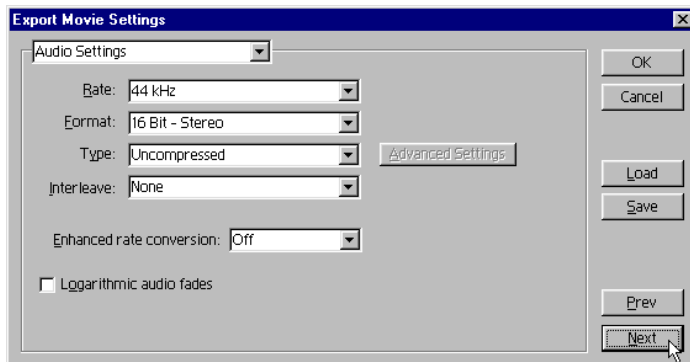 Export Movie Settings
Audio Settings
OK
Rate: 44 kHz
Cancel
Format: 16 Bit - Stereo
Type: Uncompressed
Advanced Settings
Load
Interleave: None
Save
Enhanced rate conversion: Off
Logarithmic audio fades
Prev
Next